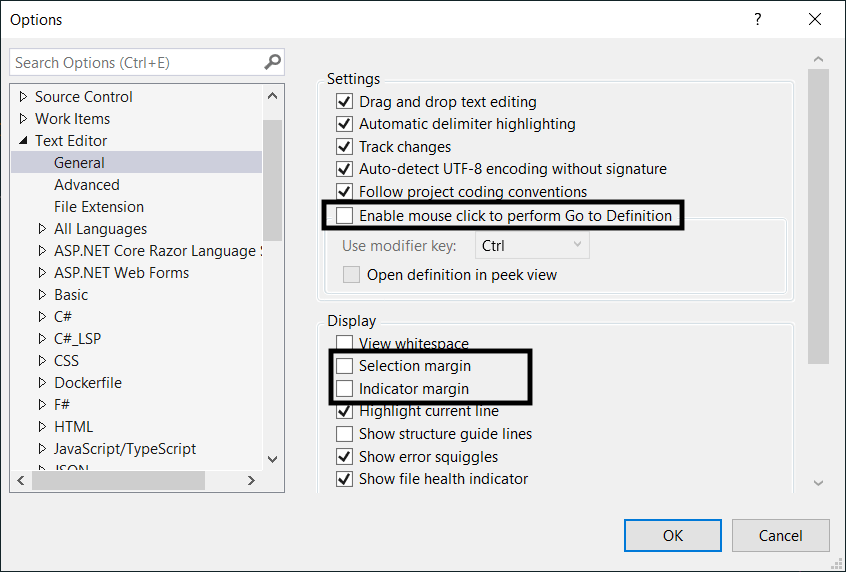 Options
?
Search Options (Ctrl+E)
Source Control
Work Items
Text Editor
General
Advanced
File Extension
All Languages
ASP.NET Core Razor Language
ASP.NET Web Forms
Basic
C#
C#_LSP
CSS
Dockerfile
F#
HTML
JavaScript/TypeScript
JSON
Settings
Drag and drop text editing
Automatic delimiter highlighting
Track changes
Auto-detect UTF-8 encoding without signature
Follow project coding conventions
Enable mouse click to perform Go to Definition
Use modifier key: Ctrl
Open definition in peek view
Display
View whitespace
Selection margin
Indicator margin
Highlight current line
Show structure guide lines
Show error squiggles
Show file health indicator
OK
Cancel